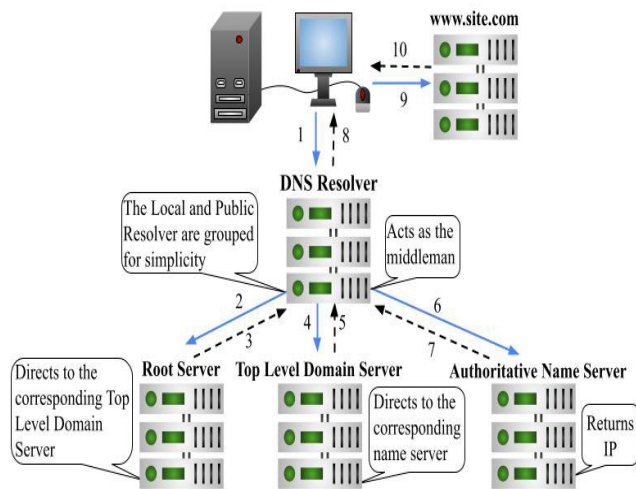 www.site.com
10
9
1
8
DNS Resolver
The Local and Public
Resolver are grouped
for simplicity
Acts as the
middleman
2
3
4
5
6
7
Root Server
Top Level Domain Server
Authoritative Name Server
Directs to the
corresponding Top
Level Domain
Server
Directs to the
corresponding
name server
Returns
IP